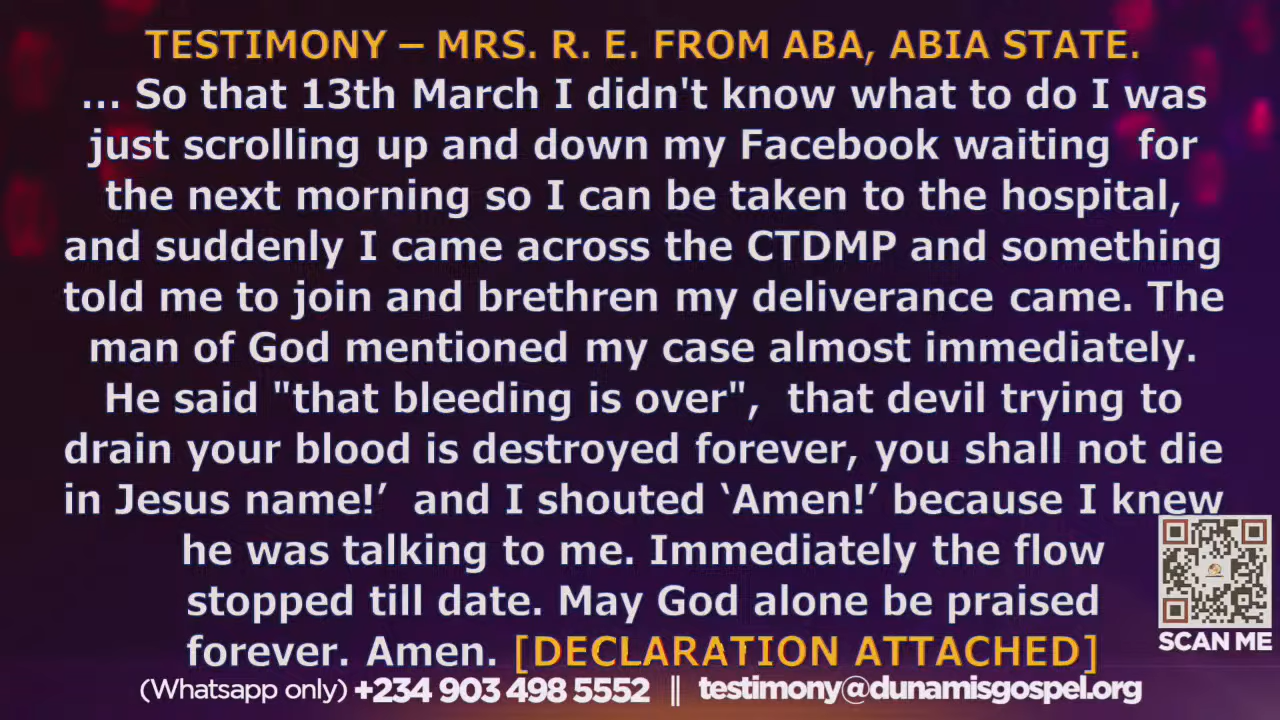 TESTIMONY – MRS. R. E. FROM ABA, ABIA STATE.
... So that 13th March I didn't know what to do I was
just scrolling up and down my Facebook waiting  for
the next morning so I can be taken to the hospital,
and suddenly I came across the CTDMP and something
told me to join and brethren my deliverance came. The
man of God mentioned my case almost immediately.
He said "that bleeding is over",  that devil trying to
drain your blood is destroyed forever, you shall not die
in Jesus name!’  and I shouted ‘Amen!’ because I knew
he was talking to me. Immediately the flow
stopped till date. May God alone be praised
forever. Amen. [DECLARATION ATTACHED]
SCAN ME
(Whatsapp only) +234 903 498 5552 || testimony@dunamisgospel.org